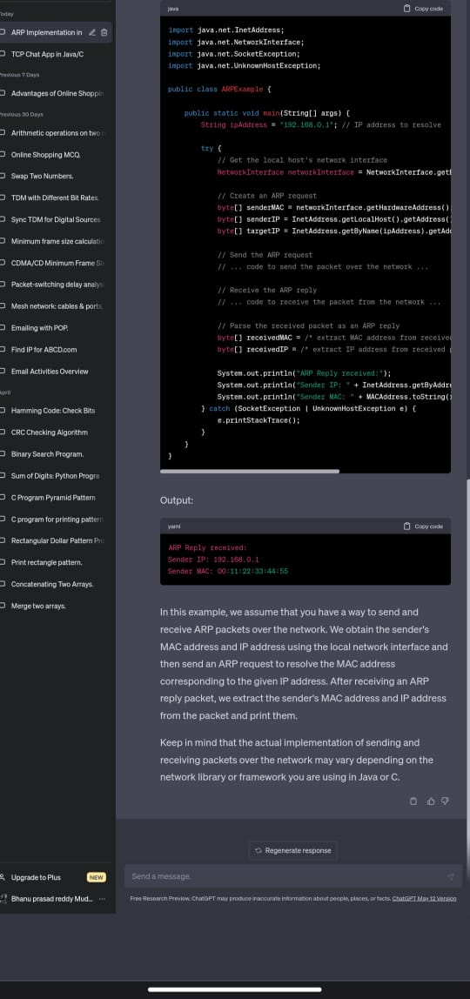 Today
ARP Implementation in
TCP Chat App in Java/C
Previous 7 Days
Advantages of Online Shoppin
Previous 30 Days
Arithmetic operations on two n
Online Shopping MCQ.
Swap Two Numbers.
TDM with Different Bit Rates.
Sync TDM for Digital Sources
Minimum frame size calculatio
CDMA/CD Minimum Frame Siz
Packet-switching delay analys
Mesh network: cables & ports.
Emailing with POP.
Find IP for ABCD.com
Email Activities Overview
April
Hamming Code: Check Bits
CRC Checking Algorithm
Binary Search Program.
Sum of Digits: Python Progra
C Program Pyramid Pattern
C program for printing pattern
Rectangular Dollar Pattern Pro
Print rectangle pattern.
Concatenating Two Arrays.
Merge two arrays.
Upgrade to Plus NEW
Bhanu prasad reddy Mud... ...
java Copy code
import java.net.InetAddress;
import java.net.NetworkInterface;
import java.net.SocketException;
import java.net.UnknownHostException;
public class ARPExample {
public static void main(String[] args) {
String ipAddress = "192.168.0.1"; // IP address to resolve
try {
// Get the local host's network interface
NetworkInterface networkInterface = NetworkInterface.getB
// Create an ARP request
byte[] senderMAC = networkInterface.getHardwareAddress()
byte[] senderIP = InetAddress.getLocalHost().getAddress(
byte[] targetIP = InetAddress.getByName(ipAddress).getAdd
// Send the ARP request
// ... code to send the packet over the network ...
// Receive the ARP reply
// ... code to receive the packet from the network ...
// Parse the received packet as an ARP reply
byte[] receivedMAC = /* extract MAC address from receive
byte[] receivedIP = /* extract IP address from received p
System.out.println("ARP Reply received:");
System.out.println("Sender IP: " + InetAddress.getByAddre
System.out.println("Sender MAC: " + MACAddress.toString(r
} catch (SocketException | UnknownHostException e) {
e.printStackTrace();
}
}
}
Output:
yaml Copy code
ARP Reply received:
Sender IP: 192.168.0.1
Sender MAC: 00:11:22:33:44:55
In this example, we assume that you have a way to send and
receive ARP packets over the network. We obtain the sender's
MAC address and IP address using the local network interface and
then send an ARP request to resolve the MAC address
corresponding to the given IP address. After receiving an ARP
reply packet, we extract the sender's MAC address and IP address
from the packet and print them.
Keep in mind that the actual implementation of sending and
receiving packets over the network may vary depending on the
network library or framework you are using in Java or C.
Regenerate response
Send a message.
Free Research Preview. ChatGPT may produce inaccurate information about people, places, or facts. ChatGPT May 12 Version